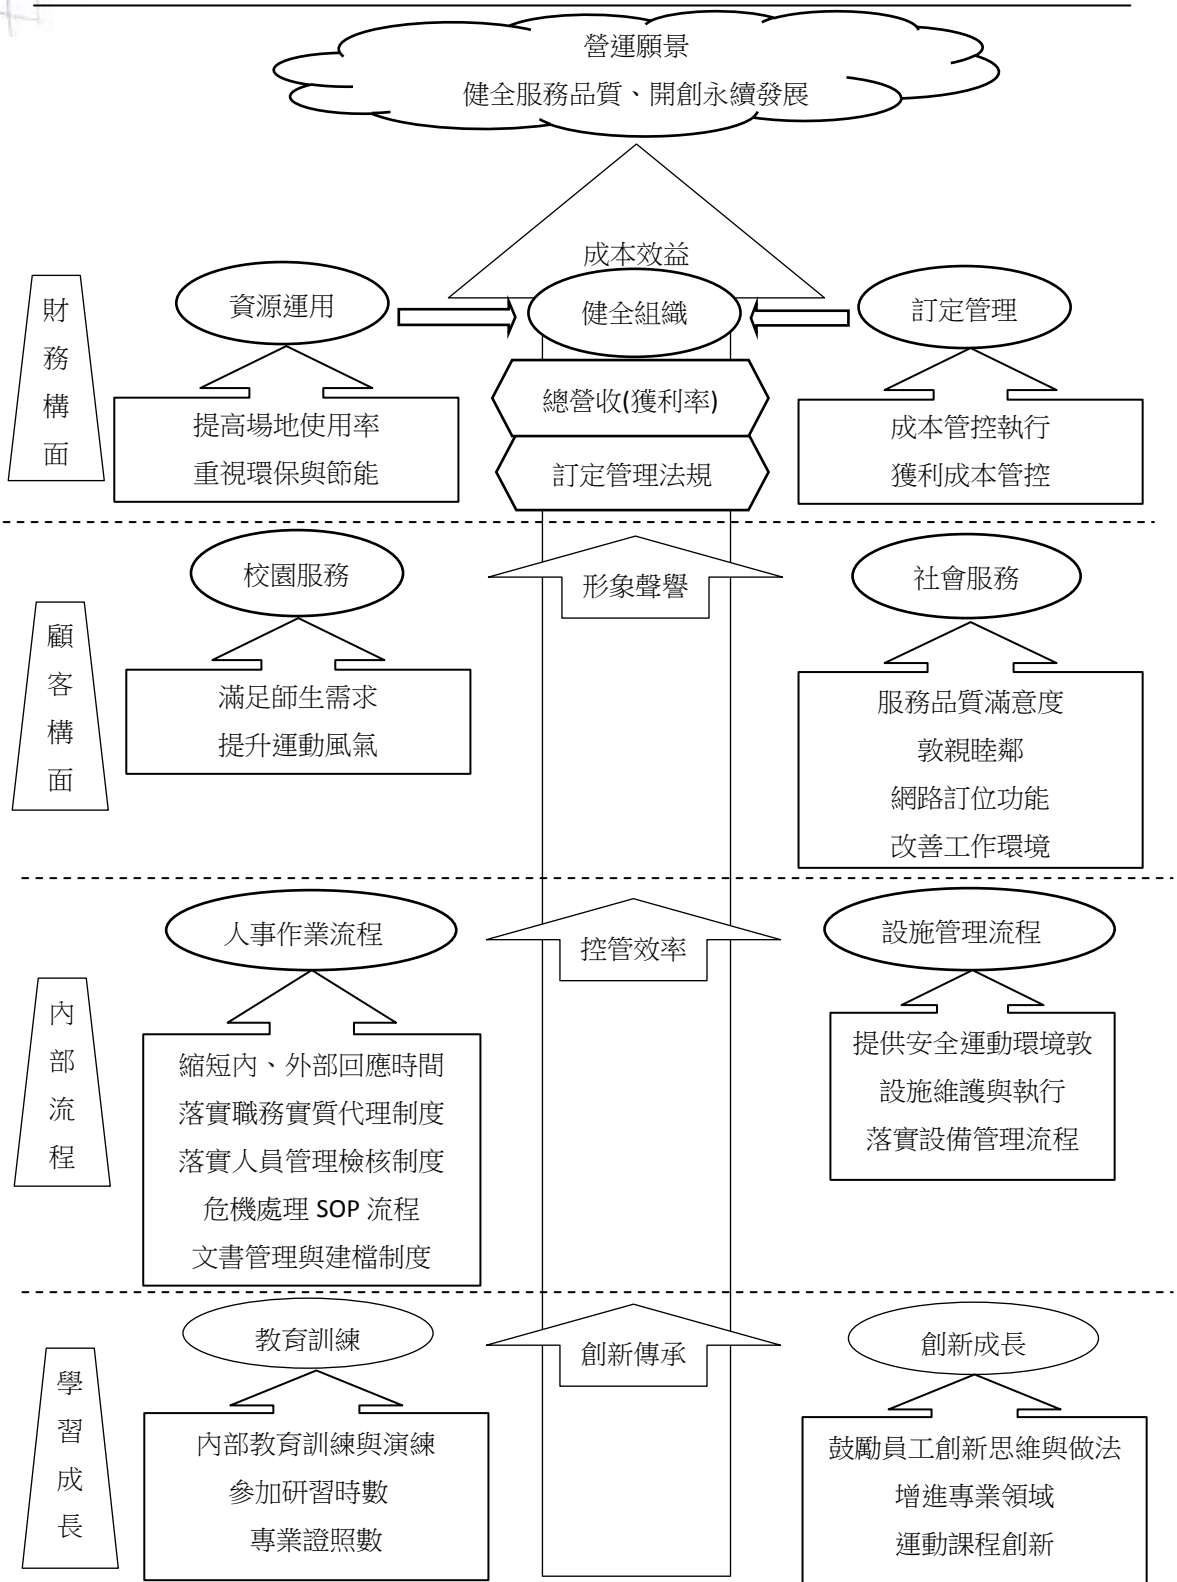 營運願景
健全服務品質、開創永續發展
成本效益
財務構面
資源運用
健全組織
訂定管理
提高場地使用率
重視環保與節能
總營收(獲利率)
訂定管理法規
成本管控執行
獲利成本管控
顧客構面
校園服務
形象聲譽
社會服務
滿足師生需求
提升運動風氣
服務品質滿意度
敦親睦鄰
網路訂位功能
改善工作環境
內部流程
人事作業流程
控管效率
設施管理流程
縮短內、外部回應時間
落實職務實質代理制度
落實人員管理檢核制度
危機處理 SOP 流程
文書管理與建檔制度
提供安全運動環境敦
設施維護與執行
落實設備管理流程
學習成長
教育訓練
創新傳承
創新成長
內部教育訓練與演練
參加研習時數
專業證照數
鼓勵員工創新思維與做法
增進專業領域
運動課程創新